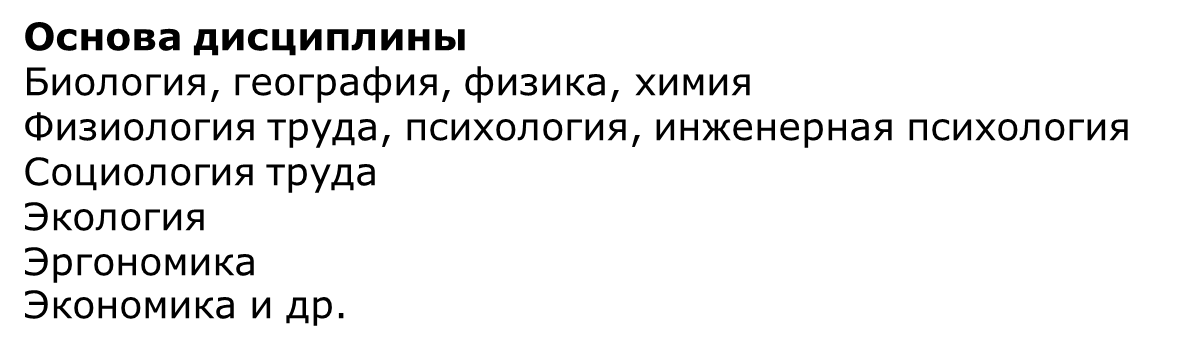 Основа дисциплины
Биология, география, физика, химия
Физиология труда, психология, инженерная психология
Социология труда
Экология
Эргономика
Экономика и др.